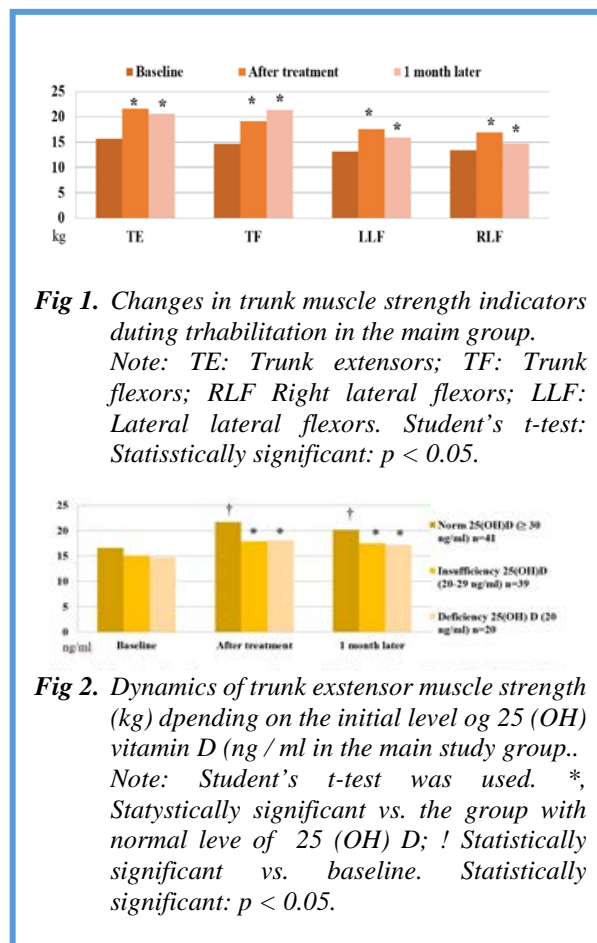 Baseline After treatment 1 month later
25
20
15
10
5
0
* * * * * * * *
kg TE TF LLF RLF
Fig 1. Changes in trunk muscle strength indicators
duting trhabilitation in the maim group.
Note: TE: Trunk extensors; TF: Trunk
flexors; RLF Right lateral flexors; LLF:
Lateral lateral flexors. Student's t-test:
Statisstically significant: p < 0.05.
25
20
15
10
5
0
† * * † * *
ng/ml Baseline After treatment 1 month later
Norm 25(OH)D (≥ 30
ng/ml) n=41
Insufficiency 25(OH)D
(20-29 ng/ml) n=39
Deficiency 25(OH) D (20
ng/ml) n=20
Fig 2. Dynamics of trunk exstensor muscle strength
(kg) dpending on the initial level og 25 (OH)
vitamin D (ng / ml in the main study group..
Note: Student's t-test was used. *,
Statystically significant vs. the group with
normal leve of 25 (OH) D; ! Statistically
significant vs. baseline. Statistically
significant: p < 0.05.